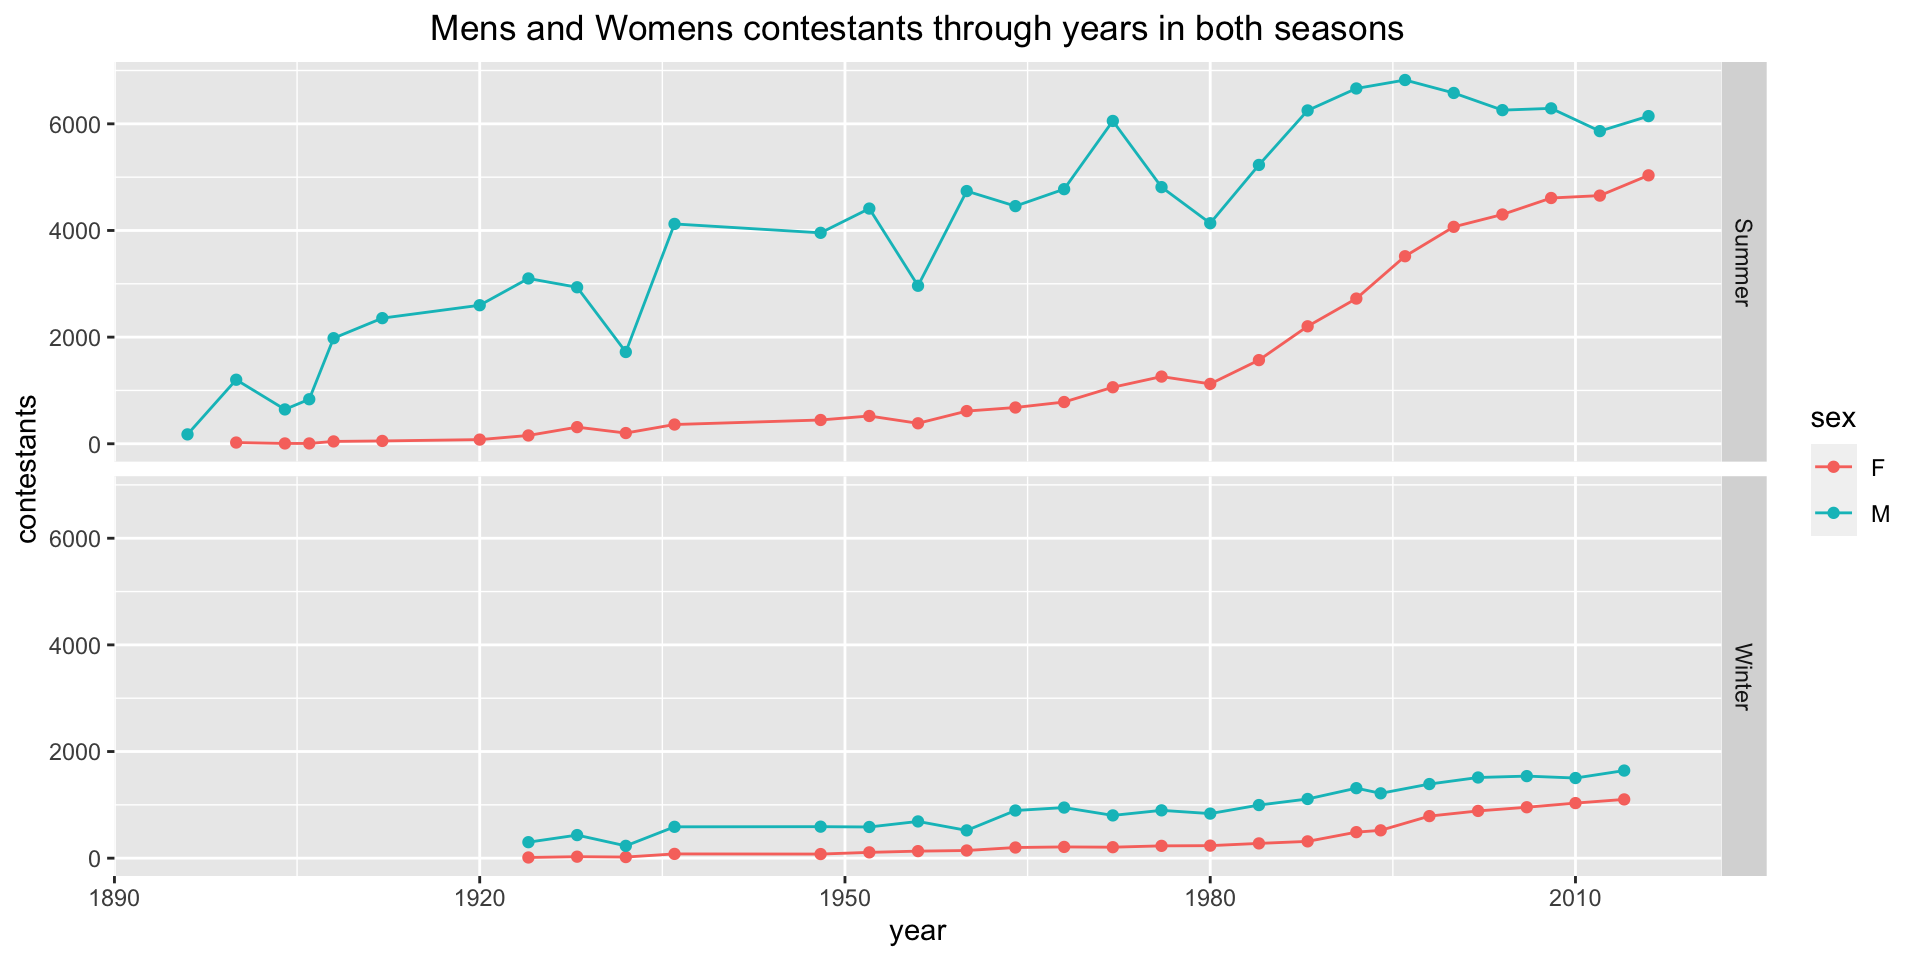 Mens and Womens contestants through years in both seasons
contestants
6000
4000
2000
0
Summer
6000
4000
2000
0
Winter
1890
1920
1950
1980
2010
year
sex
F
M